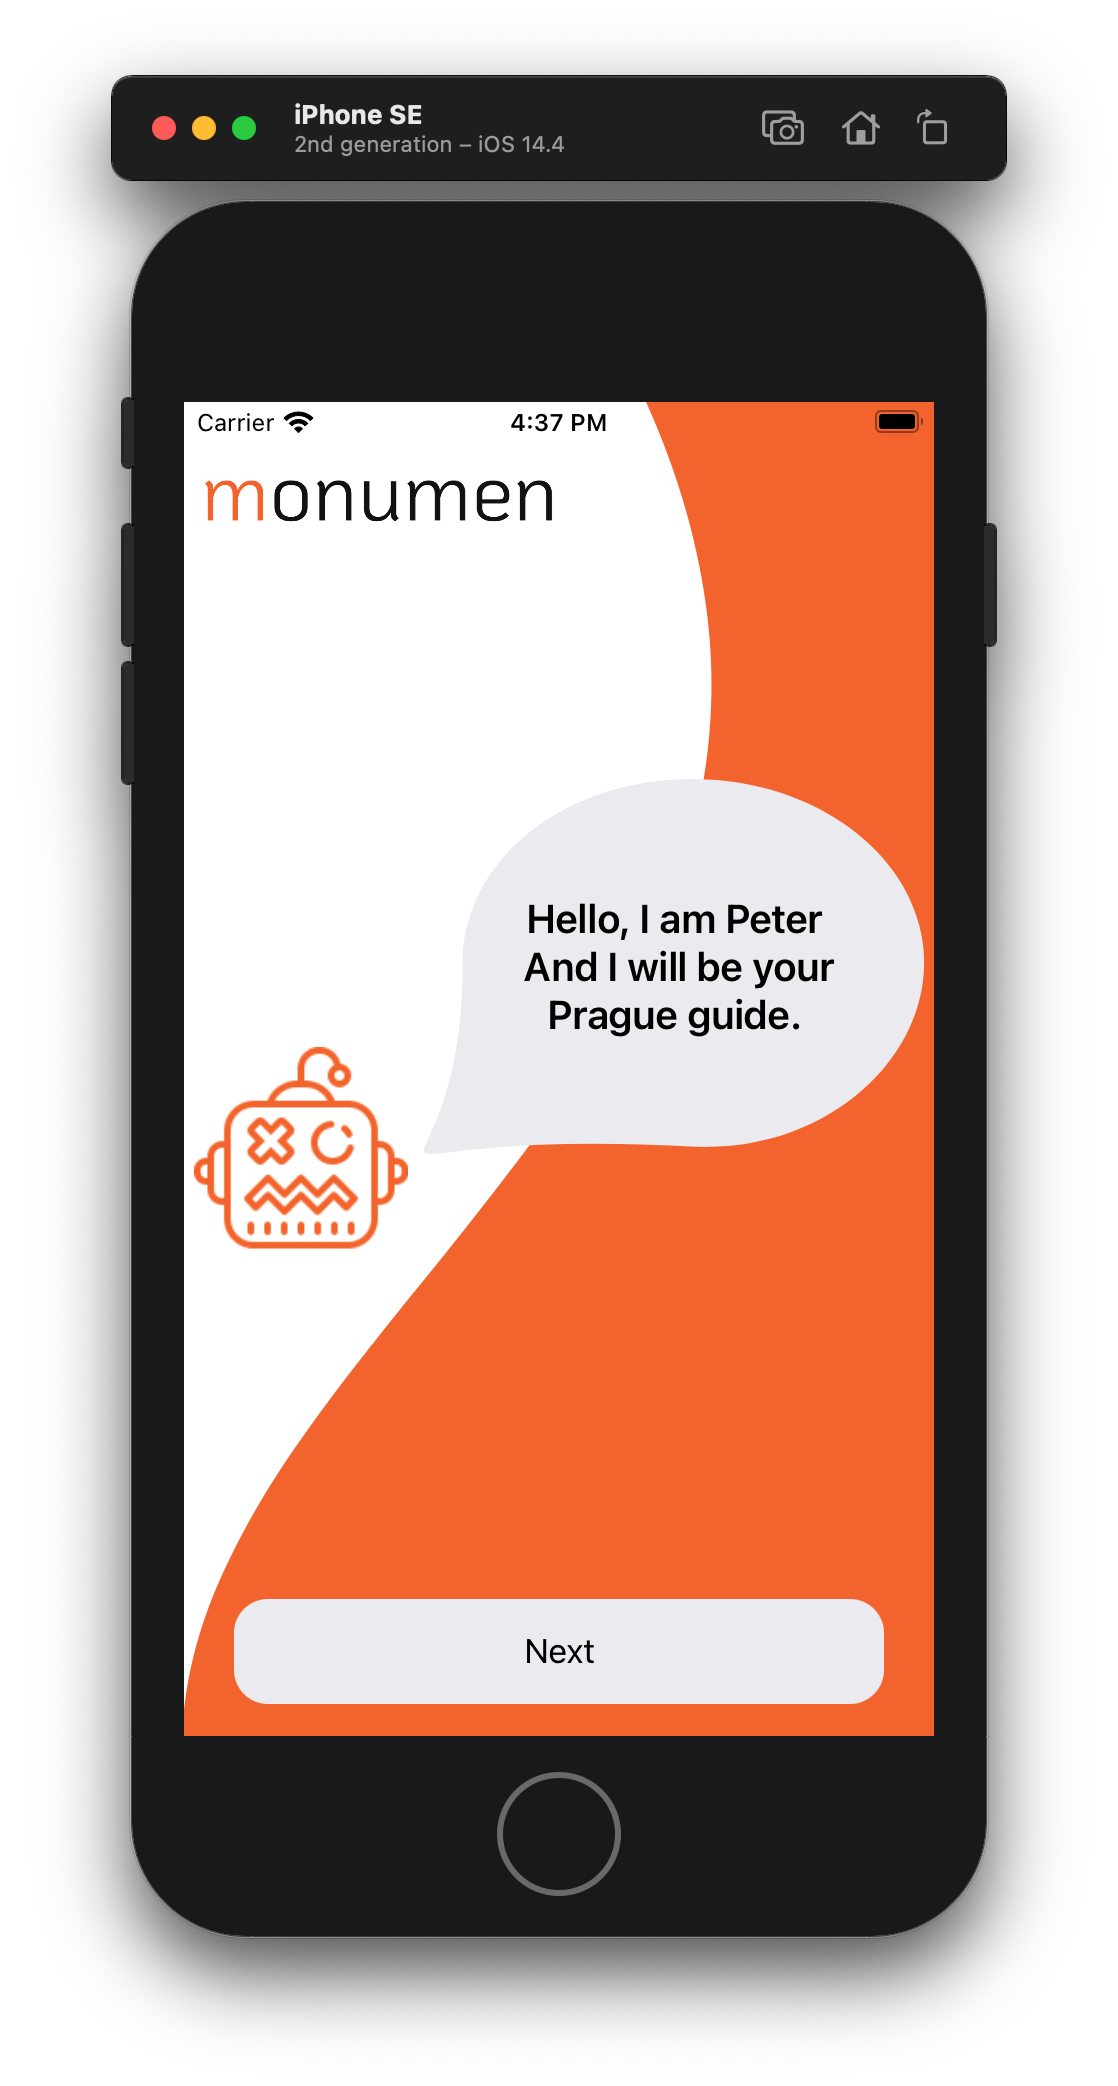 iPhone SE
2nd generation – iOS 14.4
Carrier 4:37 PM
monumen
Hello, I am Peter
And I will be your
Prague guide.
Next